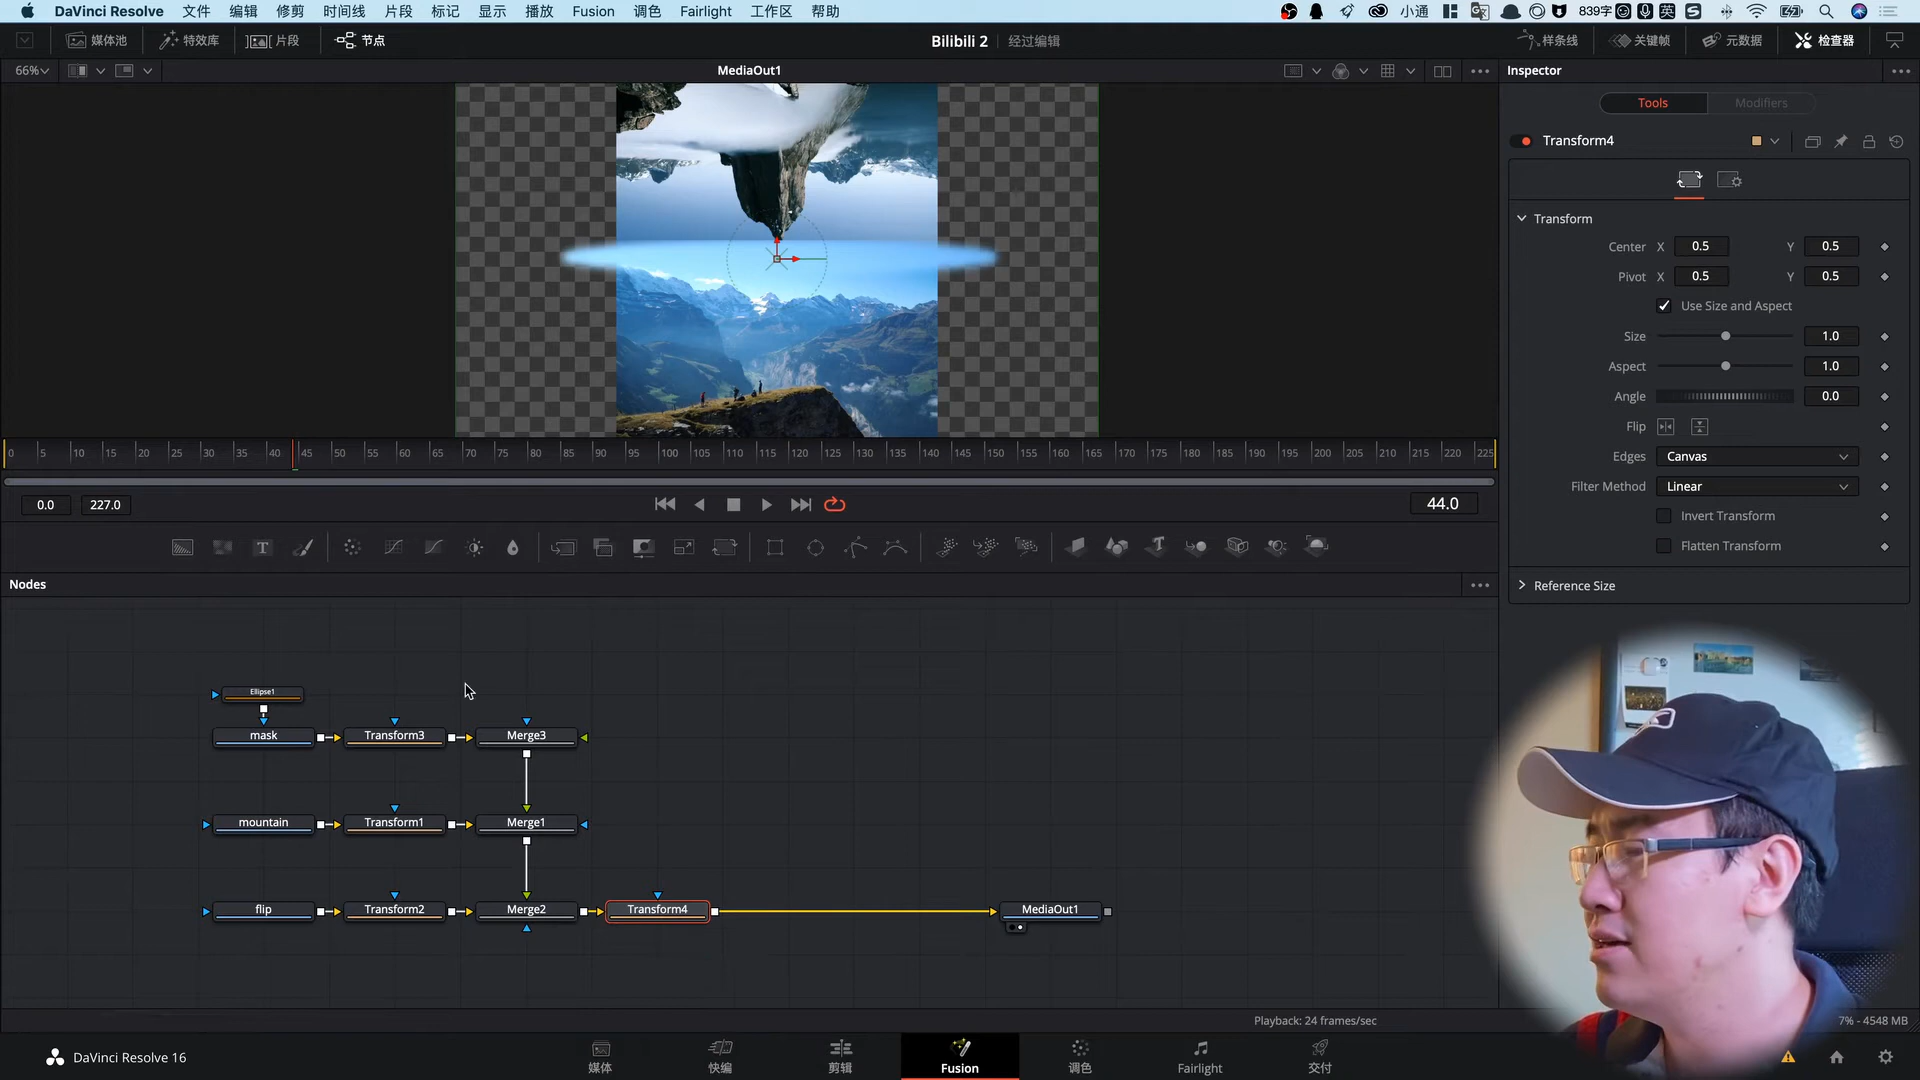 DaVinci Resolve 文件 编辑 修剪 时间线 片段 标记 显示 播放 Fusion 调色 Fairlight 工作区 帮助 小通 839字 英
媒体池 特效库 片段 节点 Bilibili 2 经过编辑 样条线 关键帧 元数据 检查器
66% MediaOut1 Inspector
Tools Modifiers
Transform4
Transform
Center X 0.5 Y 0.5
Pivot X 0.5 Y 0.5
Use Size and Aspect
Size 1.0
Aspect 1.0
Angle 0.0
Flip
Edges Canvas
Filter Method Linear
Invert Transform
Flatten Transform
Reference Size
0 5 10 15 20 25 30 35 40 45 50 55 60 65 70 75 80 85 90 95 100 105 110 115 120 125 130 135 140 145 150 155 160 165 170 175 180 185 190 195 200 205 210 215 220 225
0.0 227.0 44.0
Nodes
Ellipse1
mask Transform3 Merge3
mountain Transform1 Merge1
flip Transform2 Merge2 Transform4 MediaOut1
Playback: 24 frames/sec 7% - 4548 MB
DaVinci Resolve 16 媒体 快编 剪辑 Fusion 调色 Fairlight 交付